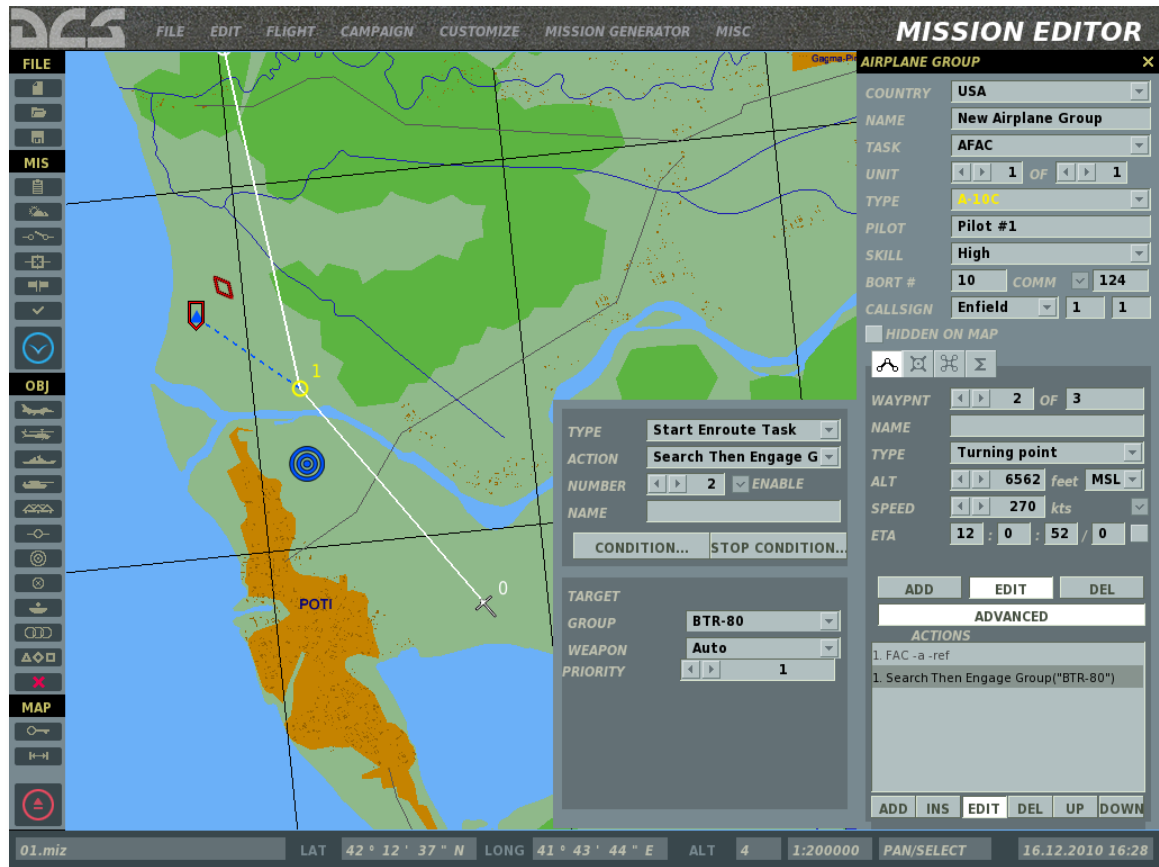 DCS FILE EDIT FLIGHT CAMPAIGN CUSTOMIZE MISSION GENERATOR MISC MISSION EDITOR
FILE
MIS
OBJ
MAP
POTI
1
0
TYPE Start Enroute Task
ACTION Search Then Engage G
NUMBER 2 ENABLE
NAME
CONDITION... STOP CONDITION...
TARGET
GROUP BTR-80
WEAPON Auto
PRIORITY 1
AIRPLANE GROUP X
COUNTRY USA
NAME New Airplane Group
TASK AFAC
UNIT 1 OF 1
TYPE A-10C
PILOT Pilot #1
SKILL High
BORT # 10 COMM 124
CALLSIGN Enfield 1 1
HIDDEN ON MAP
WAYPNT 2 OF 3
NAME
TYPE Turning point
ALT 6562 feet MSL
SPEED 270 kts
ETA 12 : 0 : 52 / 0
ADD EDIT DEL
ADVANCED
ACTIONS
1. FAC -a -ref
1. Search Then Engage Group("BTR-80")
ADD INS EDIT DEL UP DOWN
01.miz LAT 42 ° 12 ' 37 " N LONG 41 ° 43 ' 44 " E ALT 4 1:200000 PAN/SELECT 16.12.2010 16:28